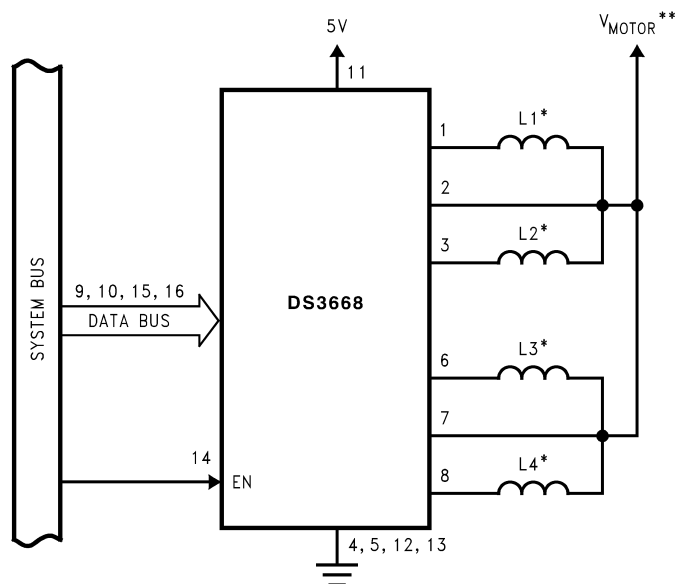 5V
V_MOTOR**
11
1
L1*
2
3
L2*
SYSTEM BUS
9, 10, 15, 16
DATA BUS
DS3668
6
L3*
7
14
EN
8
L4*
4, 5, 12, 13